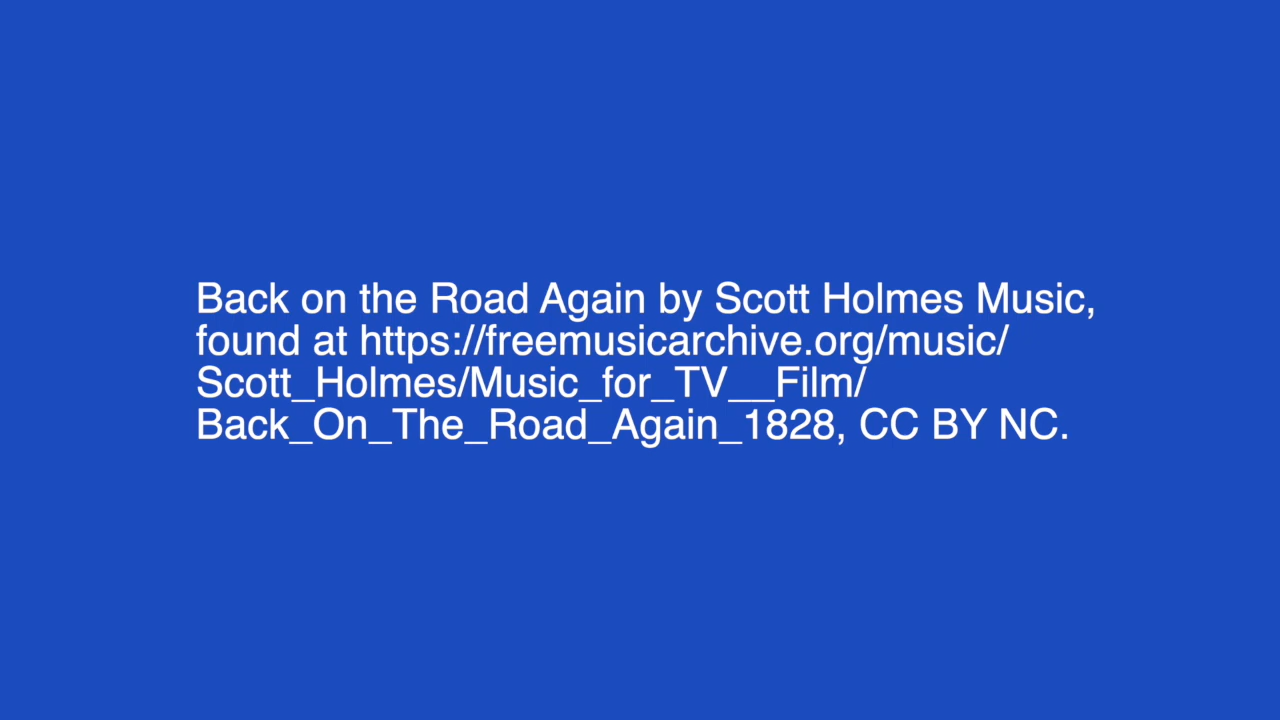 Back on the Road Again by Scott Holmes Music,
found at https://freemusicarchive.org/music/
Scott_Holmes/Music_for_TV__Film/
Back_On_The_Road_Again_1828, CC BY NC.